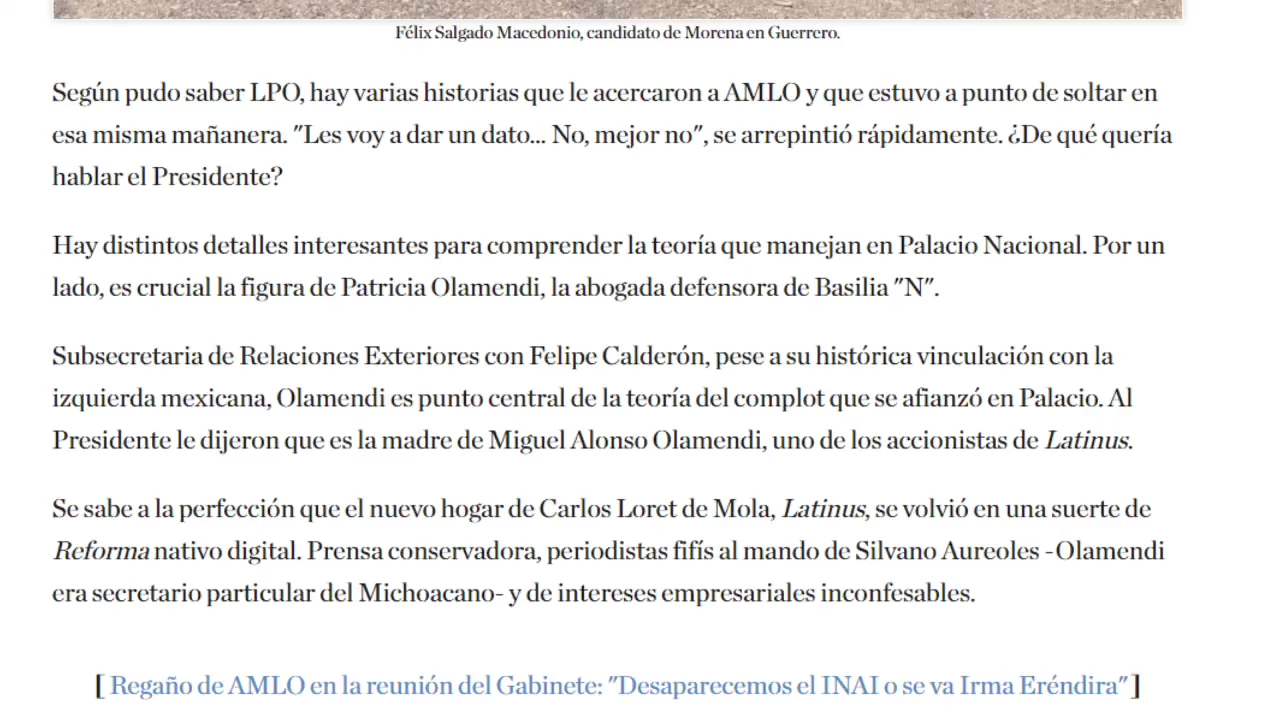 Félix Salgado Macedonio, candidato de Morena en Guerrero.
Según pudo saber LPO, hay varias historias que le acercaron a AMLO y que estuvo a punto de soltar en
esa misma mañanera. "Les voy a dar un dato... No, mejor no", se arrepintió rápidamente. ¿De qué quería
hablar el Presidente?
Hay distintos detalles interesantes para comprender la teoría que manejan en Palacio Nacional. Por un
lado, es crucial la figura de Patricia Olamendi, la abogada defensora de Basilia "N".
Subsecretaria de Relaciones Exteriores con Felipe Calderón, pese a su histórica vinculación con la
izquierda mexicana, Olamendi es punto central de la teoría del complot que se afianzó en Palacio. Al
Presidente le dijeron que es la madre de Miguel Alonso Olamendi, uno de los accionistas de Latinus.
Se sabe a la perfección que el nuevo hogar de Carlos Loret de Mola, Latinus, se volvió en una suerte de
Reforma nativo digital. Prensa conservadora, periodistas fifís al mando de Silvano Aureoles -Olamendi
era secretario particular del Michoacano- y de intereses empresariales inconfesables.
[ Regaño de AMLO en la reunión del Gabinete: "Desaparecemos el INAI o se va Irma Eréndira" ]